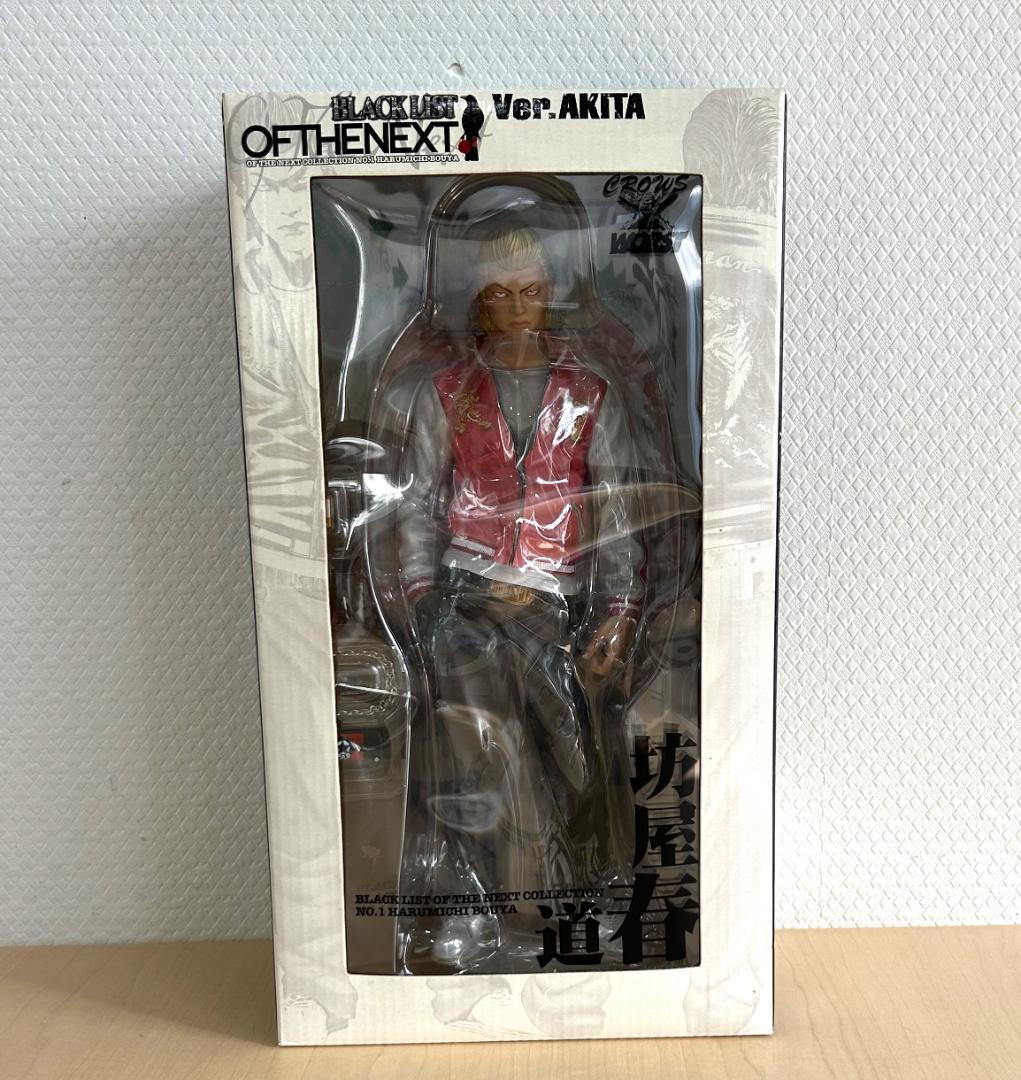 BLACK LIST
OFTHENEXT
OF THE NEXT COLLECTION NO.1 HARUMICHI BOUYA
Ver.AKITA
CROWS
X
WORST
坊屋春道
BLACK LIST OF THE NEXT COLLECTION
NO.1 HARUMICHI BOUYA